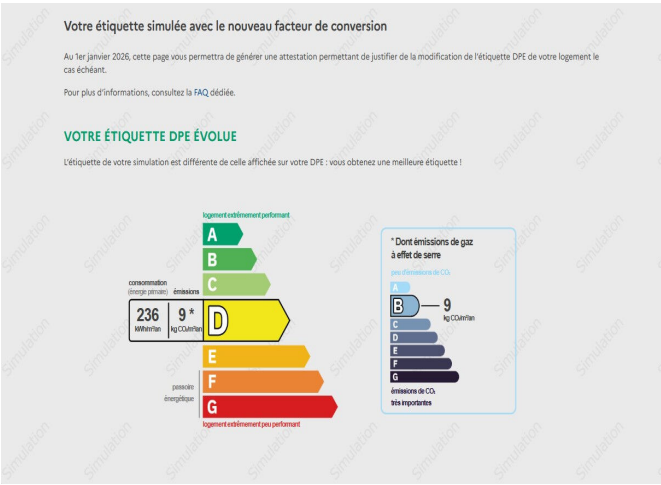 Votre étiquette simulée avec le nouveau facteur de conversion
Au 1er janvier 2026, cette page vous permettra de générer une attestation permettant de justifier de la modification de l'étiquette DPE de votre logement le
cas échéant.
Pour plus d'informations, consultez la FAQ dédiée.
VOTRE ÉTIQUETTE DPE ÉVOLUE
L'étiquette de votre simulation est différente de celle affichée sur votre DPE : vous obtenez une meilleure étiquette !
logement extrêmement performant
A
B
C
consommation
(énergie primaire) émissions
236 9 * D
kWh/m²/an kg CO₂/m²/an
E
F
G
passoire
énergétique
logement extrêmement peu performant
* Dont émissions de gaz
à effet de serre
peu d'émissions de CO₂
A
B 9
kg CO₂/m²/an
C
D
E
F
G
émissions de CO₂
très importantes
Simulation